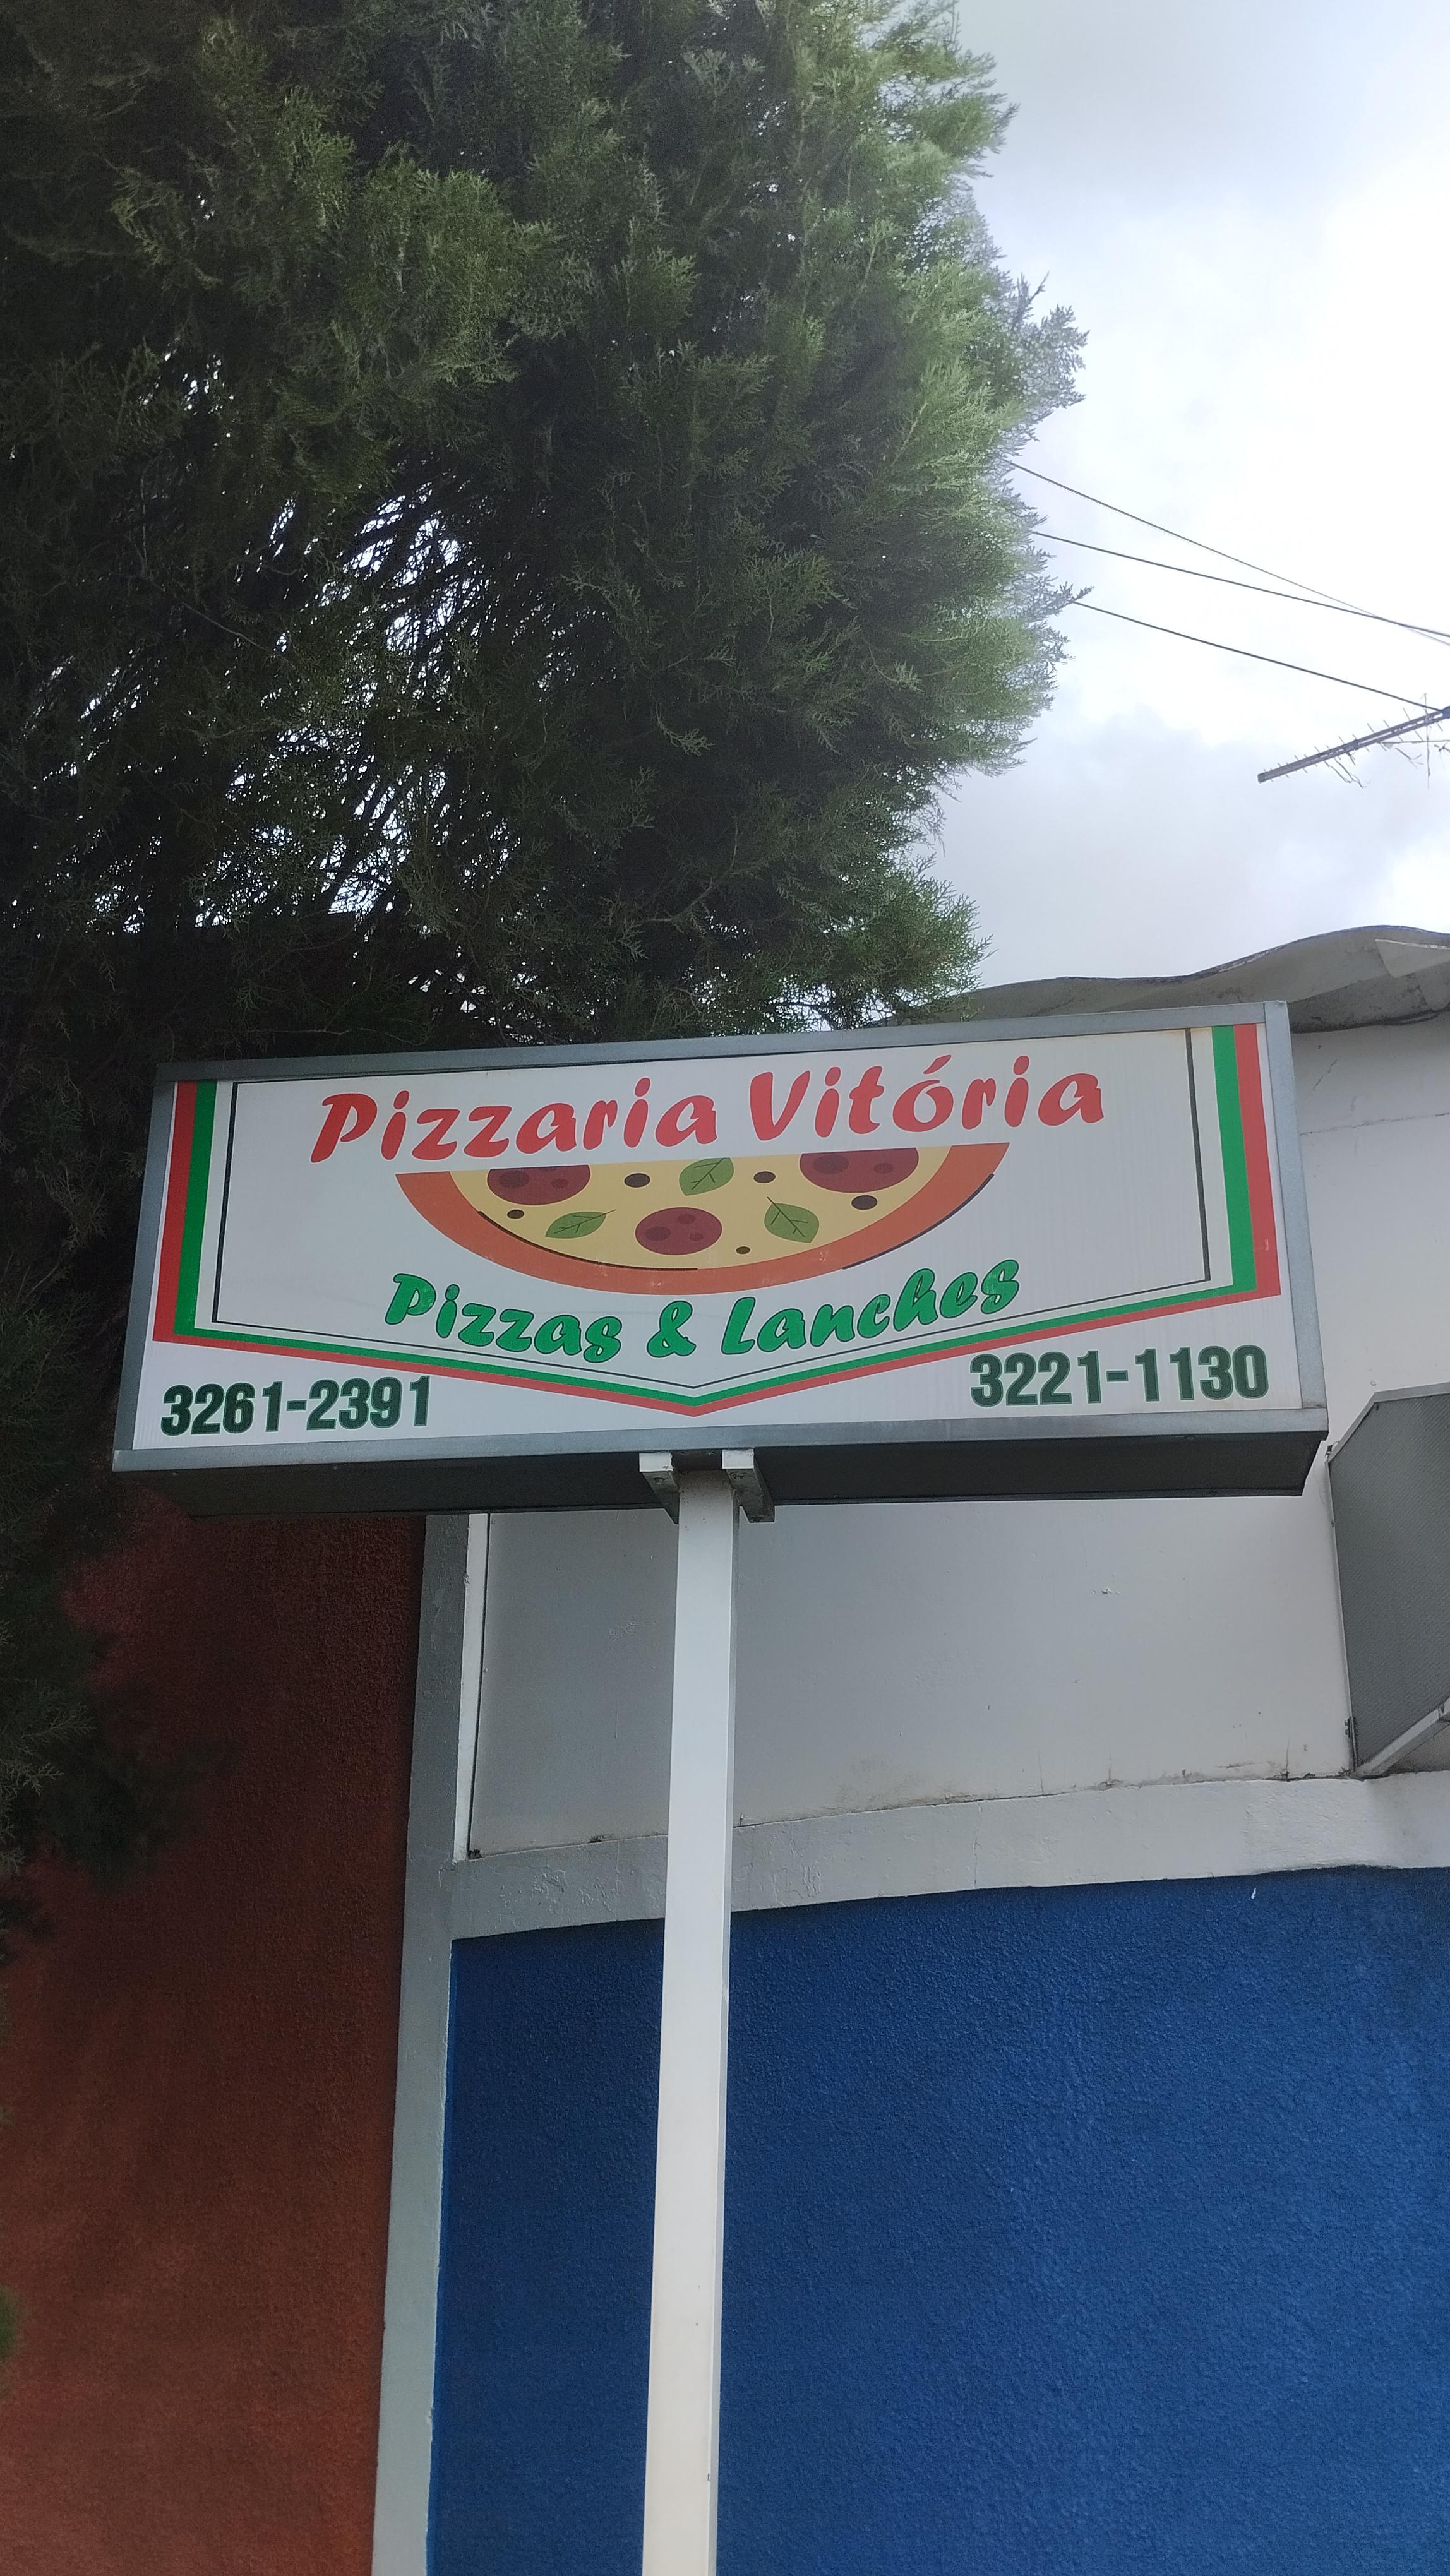 Pizzaria Vitória
Pizzas & Lanches
3261-2391
3221-1130